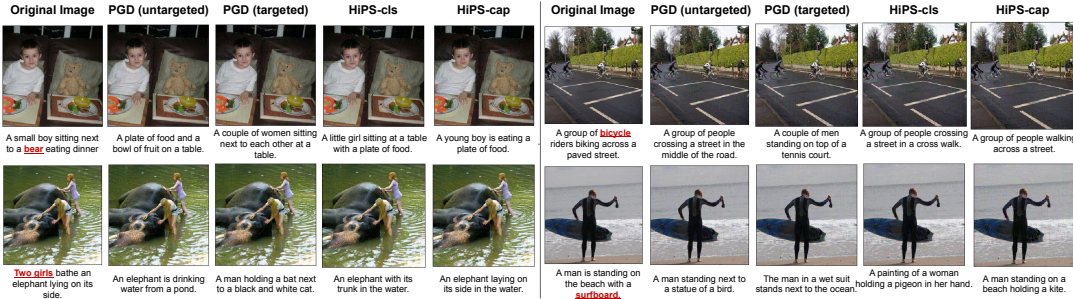 Original Image PGD (untargeted) PGD (targeted) HiPS-cls HiPS-cap
A small boy sitting next
to a bear eating dinner
A plate of food and a
bowl of fruit on a table.
A couple of women sitting
next to each other at a
table.
A little girl sitting at a table
with a plate of food.
A young boy is eating a
plate of food.
Two girls bathe an
elephant lying on its
side.
An elephant is drinking
water from a pond.
A man holding a bat next
to a black and white cat.
An elephant with its
trunk in the water.
An elephant laying on
its side in the water.
Original Image PGD (untargeted) PGD (targeted) HiPS-cls HiPS-cap
A group of bicycle
riders biking across a
paved street.
A group of people
crossing a street in the
middle of the road.
A couple of men
standing on top of a
tennis court.
A group of people crossing
a street in a cross walk.
A group of people walking
across a street.
A man is standing on
the beach with a
surfboard.
A man standing next to
a statue of a bird.
The man in a wet suit
stands next to the ocean.
A painting of a woman
holding a pigeon in her hand.
A man standing on a
beach holding a kite.